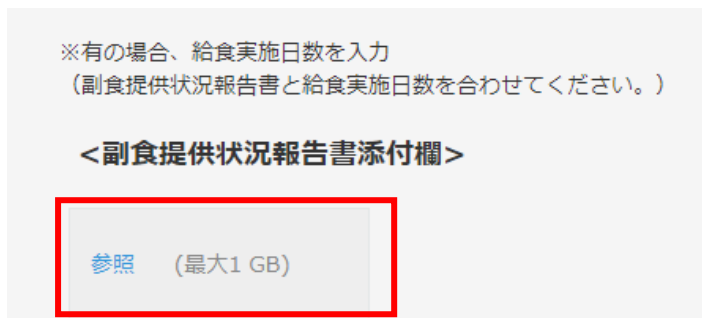 ※有の場合、給食実施日数を入力
（副食提供状況報告書と給食実施日数を合わせてください。）
<副食提供状況報告書添付欄>
参照 (最大1 GB)